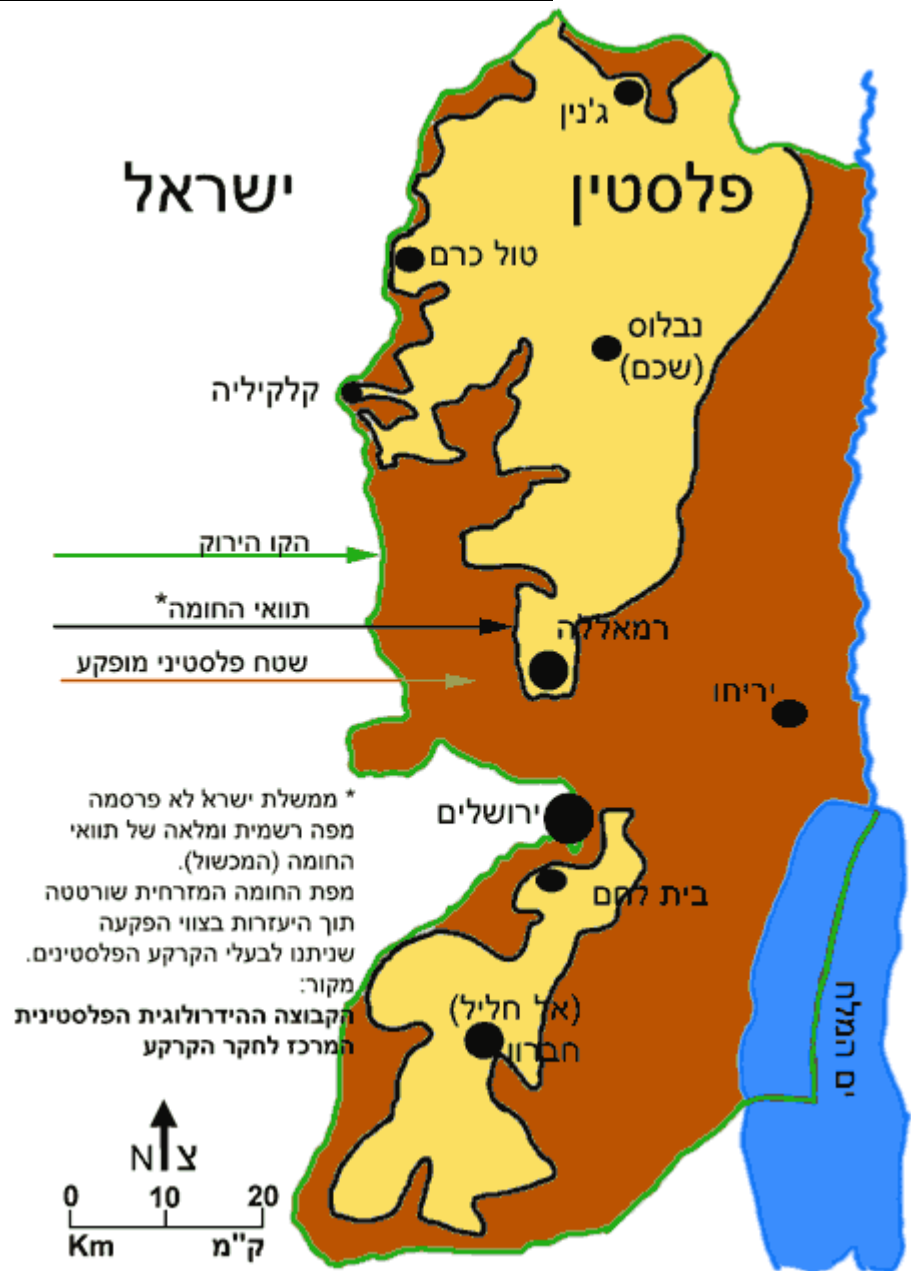 ג'נין
ישראל
פלסטין
טול כרם
נבלוס
(שכם)
קלקיליה
הקו הירוק
תוואי החומה*
רמאללה
שטח פלסטיני מופקע
יריחו
* ממשלת ישראל לא פרסמה
מפה רשמית ומלאה של תוואי
החומה (המכשול).
מפת החומה המזרחית שורטטה
תוך היעזרות בצווי הפקעה
שניתנו לבעלי הקרקע הפלסטינים.
מקור:
הקבוצה ההידרולוגית הפלסטינית
המרכז לחקר הקרקע
ירושלים
בית לחם
(אל חליל)
חברון
ים המלח
N צ
0 10 20
Km ק"מ